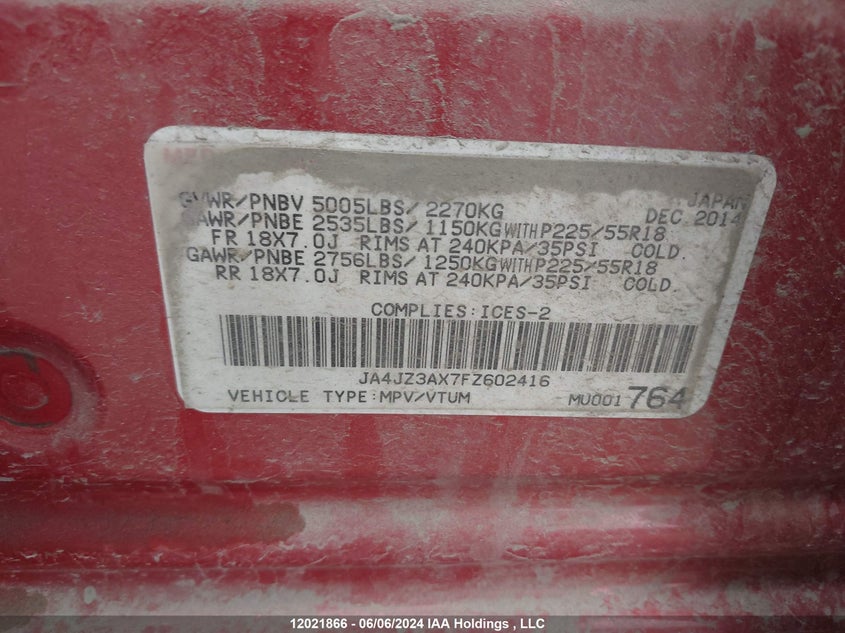 JAPAN
GVWR/PNBV 5005LBS/2270KG DEC 2014
GAWR/PNBE 2535LBS/1150KG WITH P225/55R18
FR 18X7.0J RIMS AT 240KPA/35PSI COLD.
GAWR/PNBE 2756LBS/1250KG WITH P225/55R18
RR 18X7.0J RIMS AT 240KPA/35PSI COLD.
COMPLIES:ICES-2
JA4JZ3AX7FZ602416
VEHICLE TYPE:MPV/VTUM MU001 764
12021866 - 06/06/2024 IAA Holdings , LLC